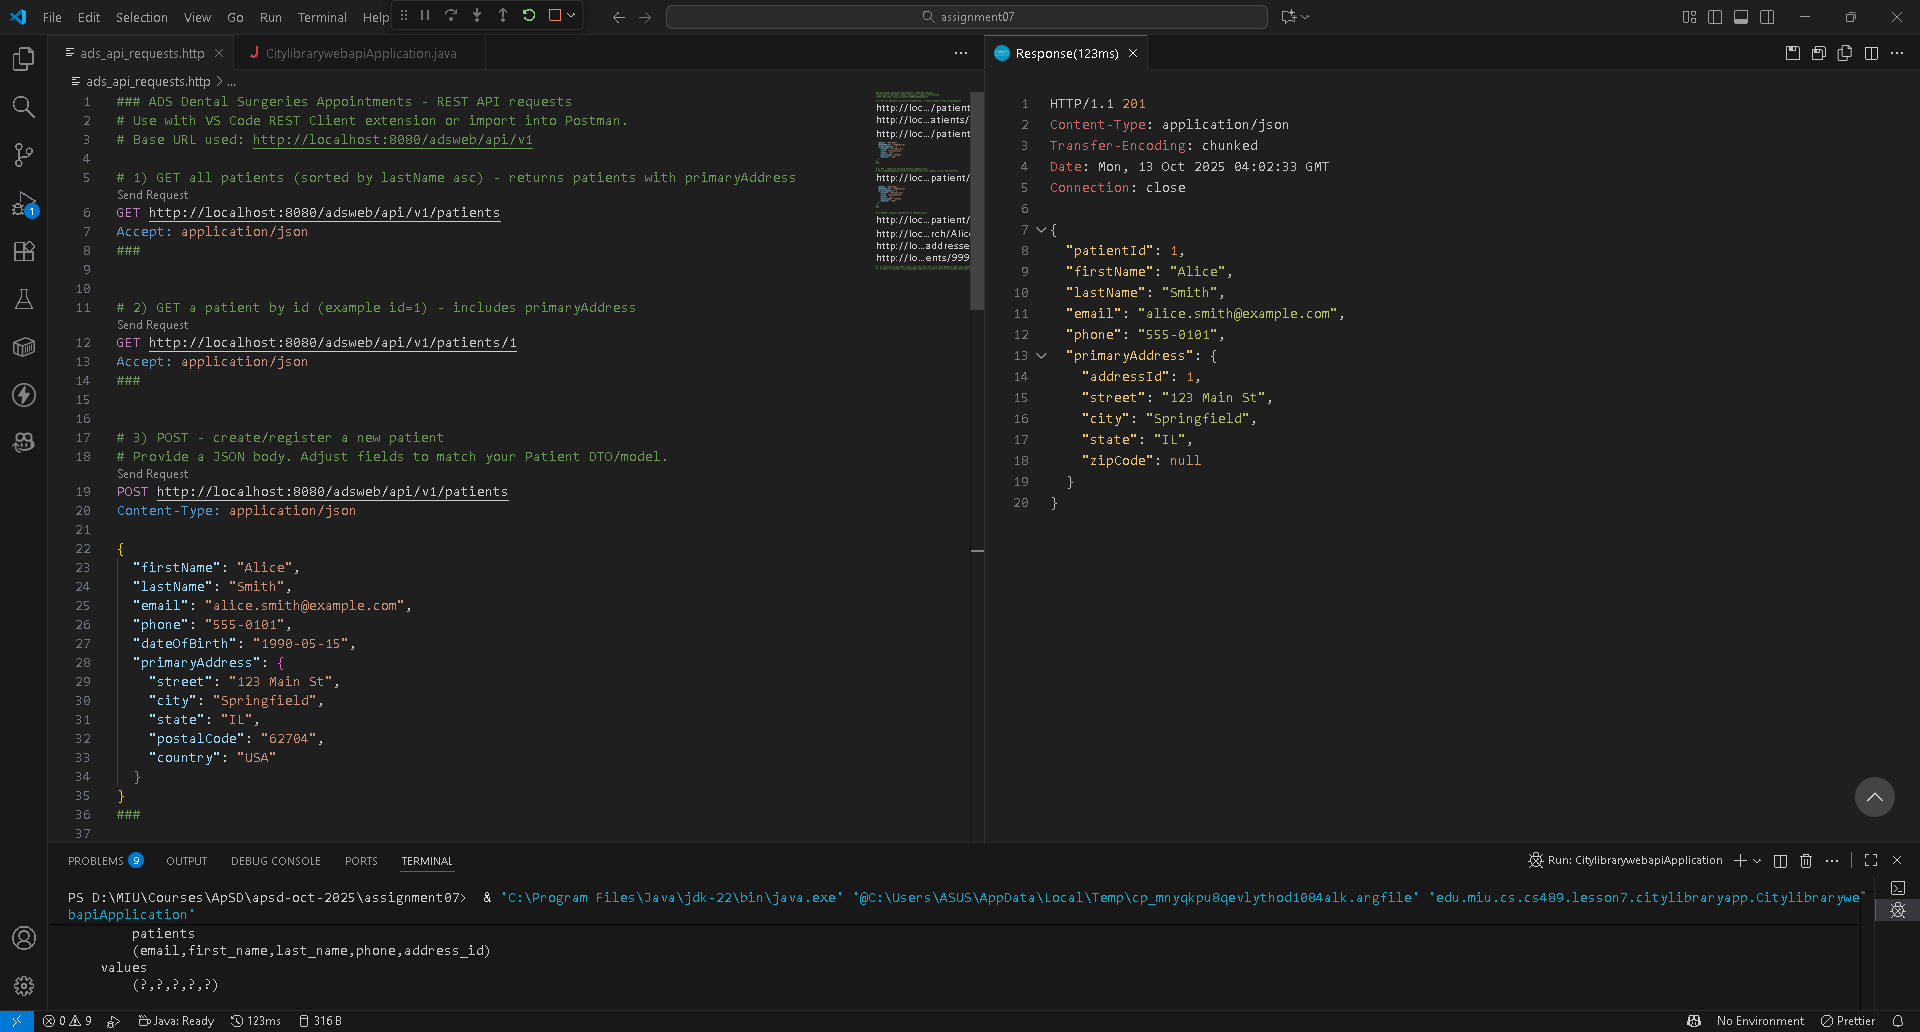 File Edit Selection View Go Run Terminal Help
assignment07
ads_api_requests.http
CitylibrarywebapiApplication.java
ads_api_requests.http > ...
1 ### ADS Dental Surgeries Appointments - REST API requests
2 # Use with VS Code REST Client extension or import into Postman.
3 # Base URL used: http://localhost:8080/adsweb/api/v1
4
5 # 1) GET all patients (sorted by lastName asc) - returns patients with primaryAddress
Send Request
6 GET http://localhost:8080/adsweb/api/v1/patients
7 Accept: application/json
8 ###
9
10
11 # 2) GET a patient by id (example id=1) - includes primaryAddress
Send Request
12 GET http://localhost:8080/adsweb/api/v1/patients/1
13 Accept: application/json
14 ###
15
16
17 # 3) POST - create/register a new patient
18 # Provide a JSON body. Adjust fields to match your Patient DTO/model.
Send Request
19 POST http://localhost:8080/adsweb/api/v1/patients
20 Content-Type: application/json
21
22 {
23 "firstName": "Alice",
24 "lastName": "Smith",
25 "email": "alice.smith@example.com",
26 "phone": "555-0101",
27 "dateOfBirth": "1990-05-15",
28 "primaryAddress": {
29 "street": "123 Main St",
30 "city": "Springfield",
31 "state": "IL",
32 "postalCode": "62704",
33 "country": "USA"
34 }
35 }
36 ###
37
http://loc.../patient
http://loc...atients/
http://loc.../patient
http://loc...patient/
http://loc...patient/
http://loc...rch/Alic
http://lo...addresse
http://lo...ents/999
Response(123ms)
1 HTTP/1.1 201
2 Content-Type: application/json
3 Transfer-Encoding: chunked
4 Date: Mon, 13 Oct 2025 04:02:33 GMT
5 Connection: close
6
7 {
8 "patientId": 1,
9 "firstName": "Alice",
10 "lastName": "Smith",
11 "email": "alice.smith@example.com",
12 "phone": "555-0101",
13 "primaryAddress": {
14 "addressId": 1,
15 "street": "123 Main St",
16 "city": "Springfield",
17 "state": "IL",
18 "zipCode": null
19 }
20 }
1
PROBLEMS 9 OUTPUT DEBUG CONSOLE PORTS TERMINAL
Run: CitylibrarywebapiApplication
PS D:\MIU\Courses\ApSD\apsd-oct-2025\assignment07> & 'C:\Program Files\Java\jdk-22\bin\java.exe' '@C:\Users\ASUS\AppData\Local\Temp\cp_mnyqkpu8qevlythod1084alk.argfile' 'edu.miu.cs.cs489.lesson7.citylibraryapp.Citylibrarywe
bapiApplication'
patients
(email,first_name,last_name,phone,address_id)
values
(?,?,?,?,?)
0 9 Java: Ready 123ms 316 B
No Environment Prettier